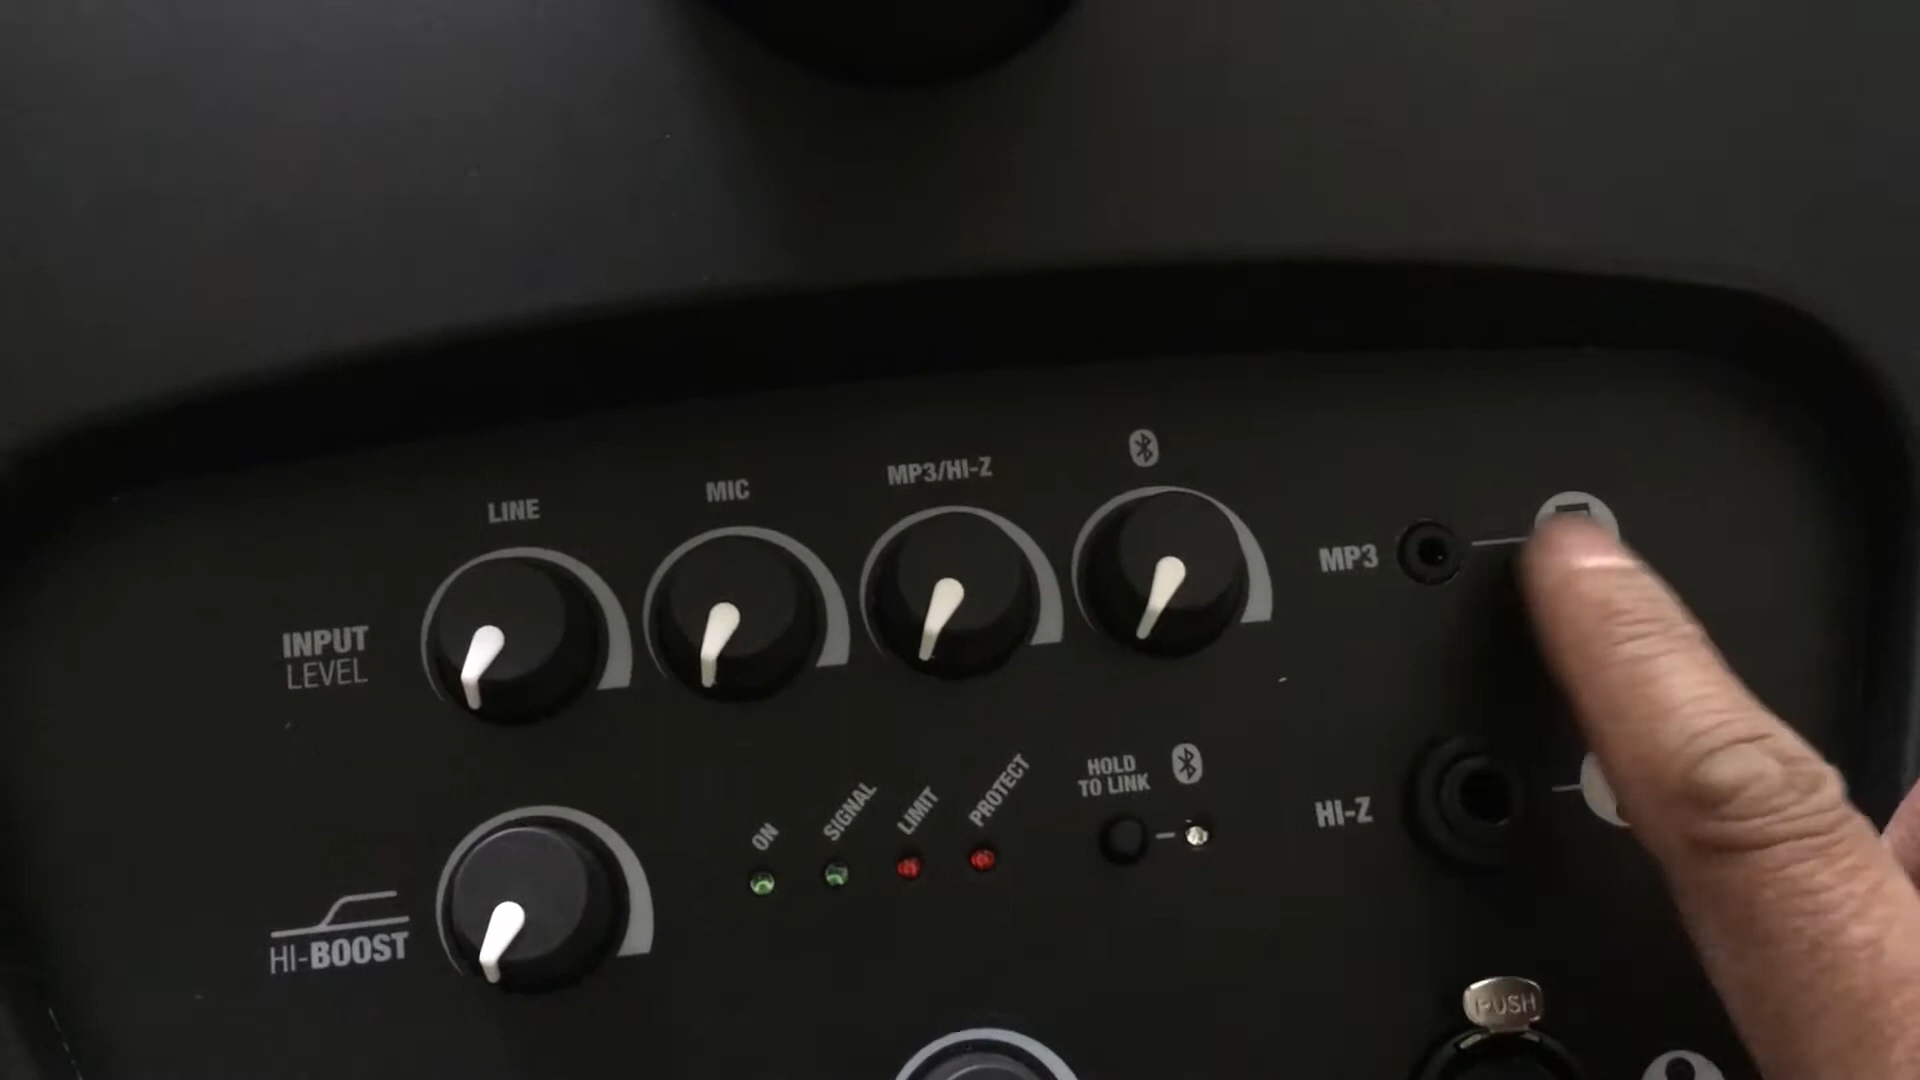 LINE
MIC
MP3/HI-Z
MP3
INPUT
LEVEL
ON
SIGNAL
LIMIT
PROTECT
HOLD
TO LINK
HI-Z
HI-BOOST
PUSH